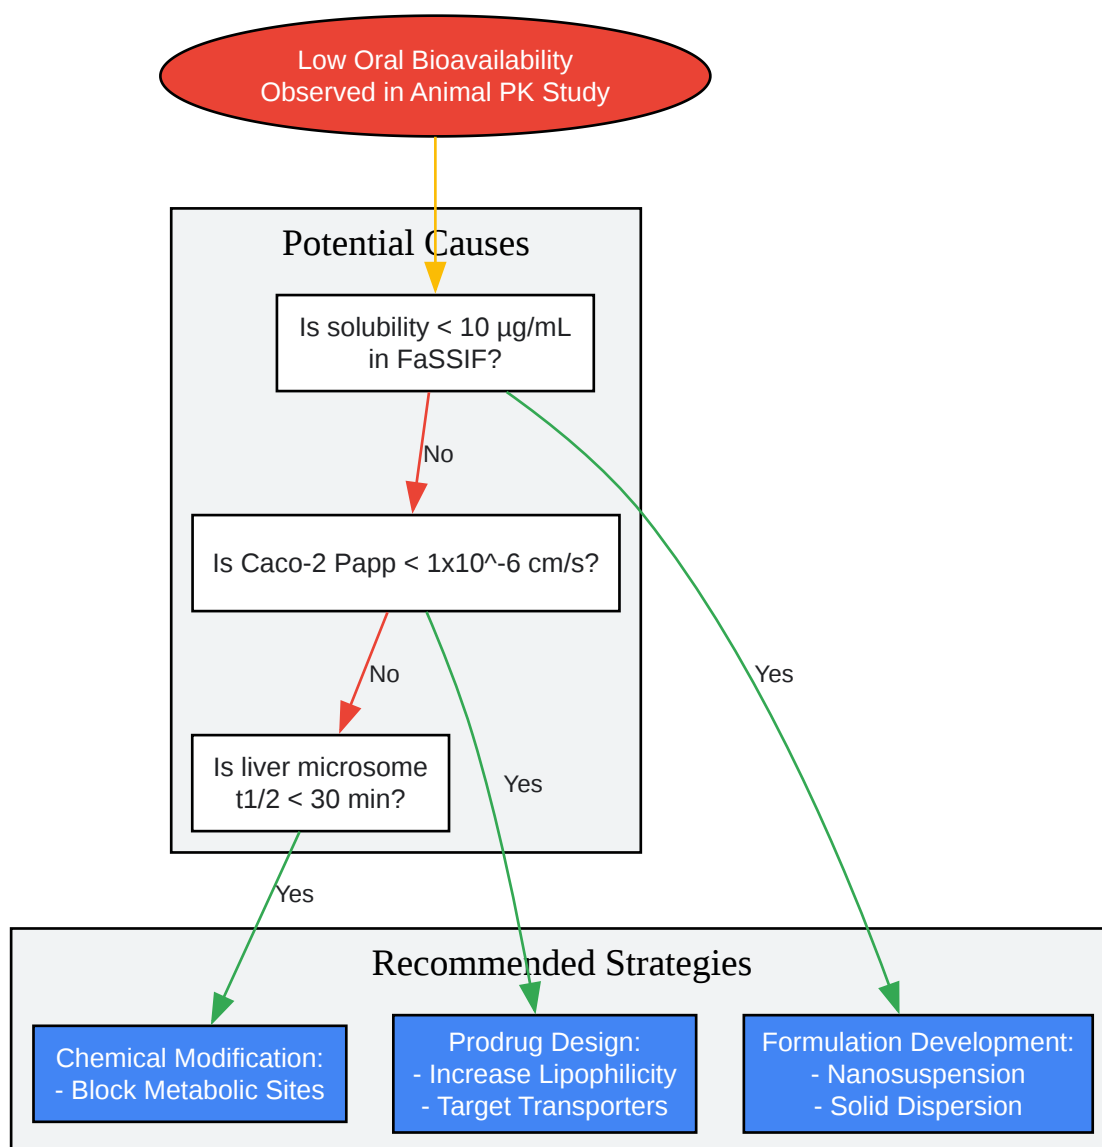 Low Oral Bioavailability
Observed in Animal PK Study
Potential Causes
Is solubility < 10 µg/mL
in FaSSIF?
No
Is Caco-2 Papp < 1x10^-6 cm/s?
Yes
No
Is liver microsome
t1/2 < 30 min?
Yes
Yes
Recommended Strategies
Chemical Modification:
- Block Metabolic Sites
Prodrug Design:
- Increase Lipophilicity
- Target Transporters
Formulation Development:
- Nanosuspension
- Solid Dispersion